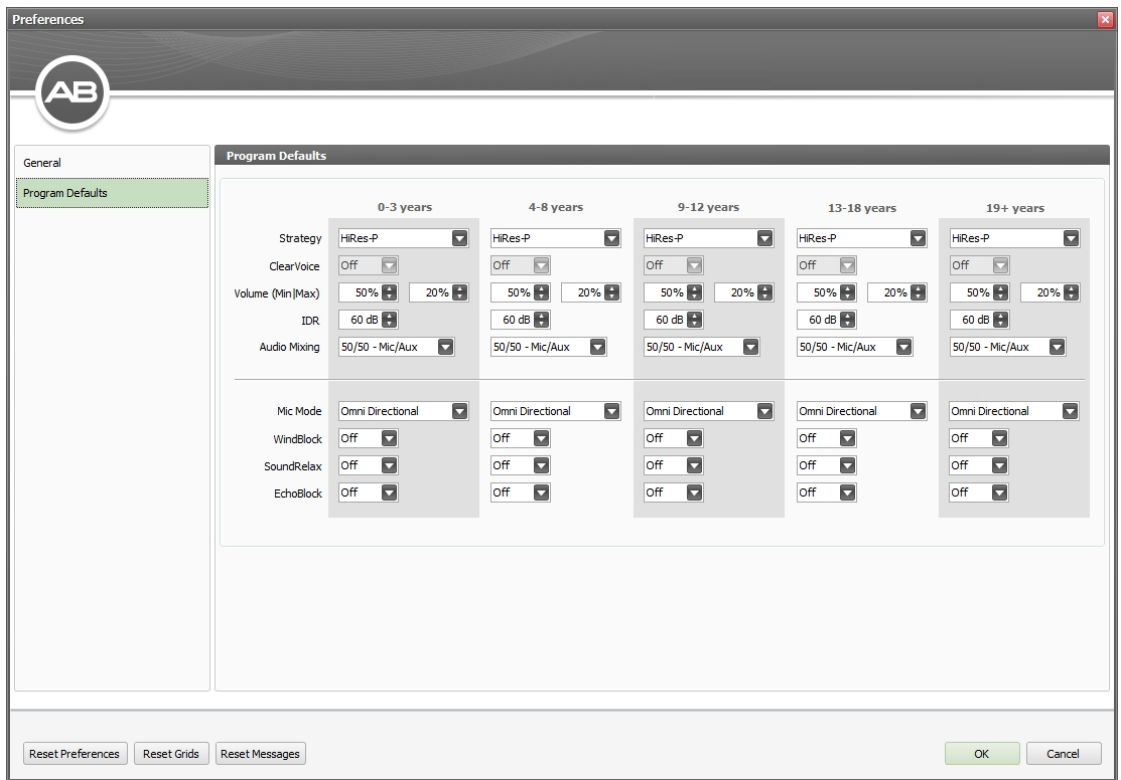 Preferences
AB
General
Program Defaults
Program Defaults
0-3 years 4-8 years 9-12 years 13-18 years 19+ years
Strategy HiRes-P HiRes-P HiRes-P HiRes-P HiRes-P
ClearVoice Off Off Off Off Off
Volume (Min|Max) 50% 20% 50% 20% 50% 20% 50% 20% 50% 20%
IDR 60 dB 60 dB 60 dB 60 dB 60 dB
Audio Mixing 50/50 - Mic/Aux 50/50 - Mic/Aux 50/50 - Mic/Aux 50/50 - Mic/Aux 50/50 - Mic/Aux
Mic Mode Omni Directional Omni Directional Omni Directional Omni Directional Omni Directional
WindBlock Off Off Off Off Off
SoundRelax Off Off Off Off Off
EchoBlock Off Off Off Off Off
Reset Preferences Reset Grids Reset Messages OK Cancel